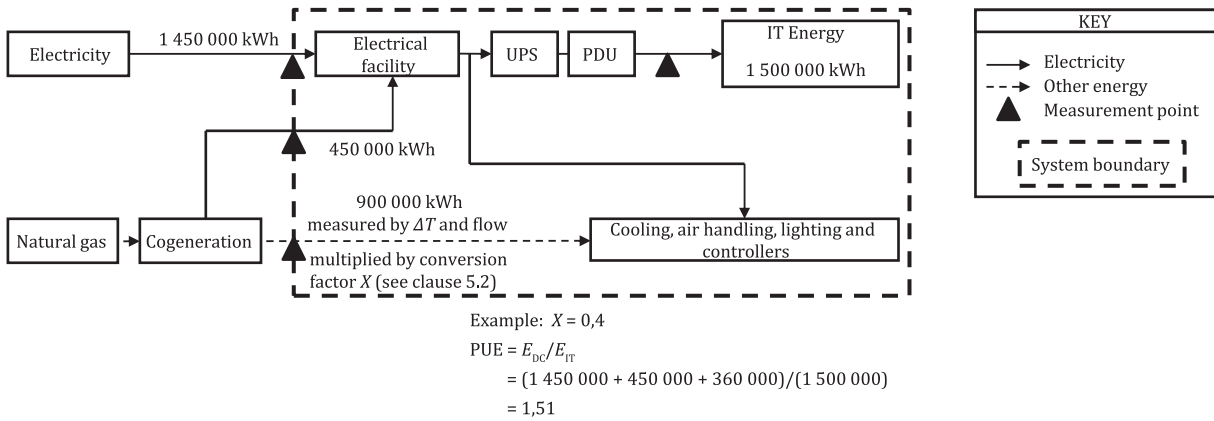 1 450 000 kWh
Electricity
Electrical
facility
UPS
PDU
IT Energy
1 500 000 kWh
450 000 kWh
900 000 kWh
measured by ΔT and flow
Natural gas
Cogeneration
multiplied by conversion
factor X (see clause 5.2)
Cooling, air handling, lighting and
controllers
KEY
Electricity
Other energy
Measurement point
System boundary
Example: X = 0,4
PUE = E_DC/E_IT
= (1 450 000 + 450 000 + 360 000)/(1 500 000)
= 1,51